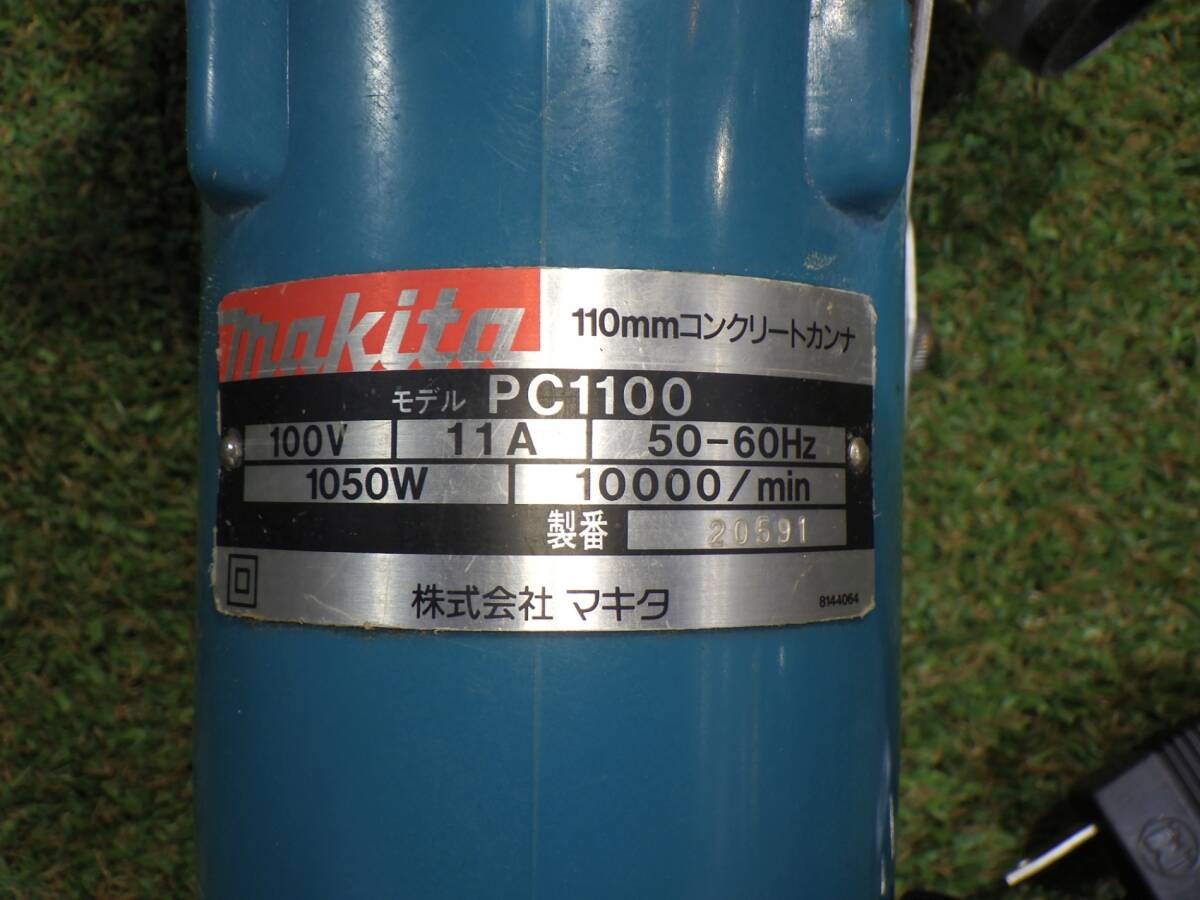 makita
110mmコンクリートカンナ
モデル PC1100
100V 11A 50-60Hz
1050W 10000/min
製番 20591
株式会社 マキタ
8144064